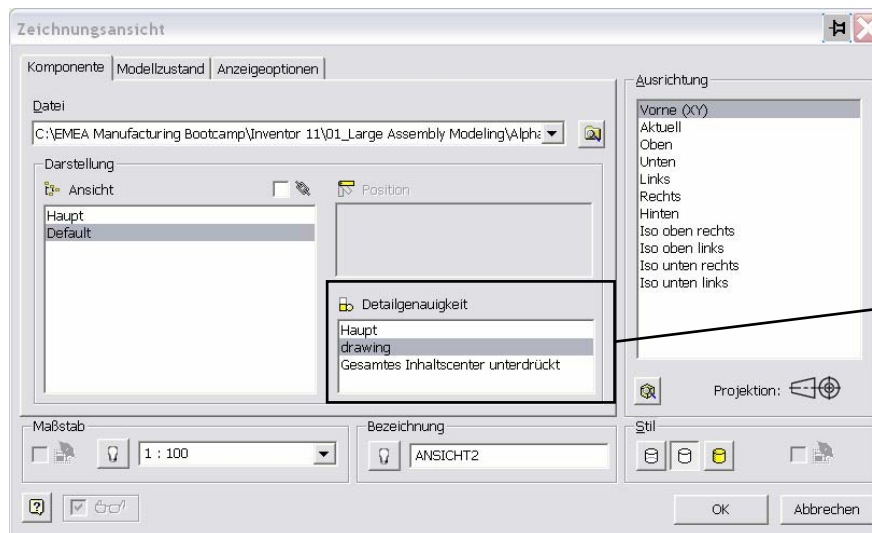 Zeichnungsansicht
Komponente Modellzustand Anzeigeoptionen
Datei
C:\EMEA Manufacturing Bootcamp\Inventor 11\01_Large Assembly Modeling\Alpha
Darstellung
Ansicht
Haupt
Default
Position
Detailgenauigkeit
Haupt
drawing
Gesamtes Inhaltscenter unterdrückt
Ausrichtung
Vorne (XY)
Aktuell
Oben
Unten
Links
Rechts
Hinten
Iso oben rechts
Iso oben links
Iso unten rechts
Iso unten links
Projektion:
Maßstab
1 : 100
Bezeichnung
ANSICHT2
Stil
OK Abbrechen